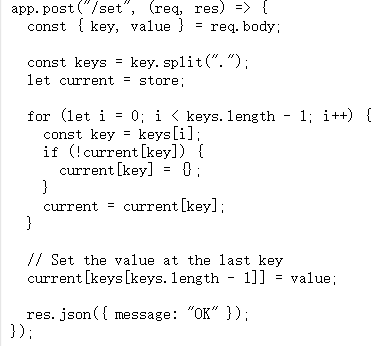 app.post("/set", (req, res) => {
  const { key, value } = req.body;

  const keys = key.split(".");
  let current = store;

  for (let i = 0; i < keys.length - 1; i++) {
    const key = keys[i];
    if (!current[key]) {
      current[key] = {};
    }
    current = current[key];
  }

  // Set the value at the last key
  current[keys[keys.length - 1]] = value;

  res.json({ message: "OK" });
});